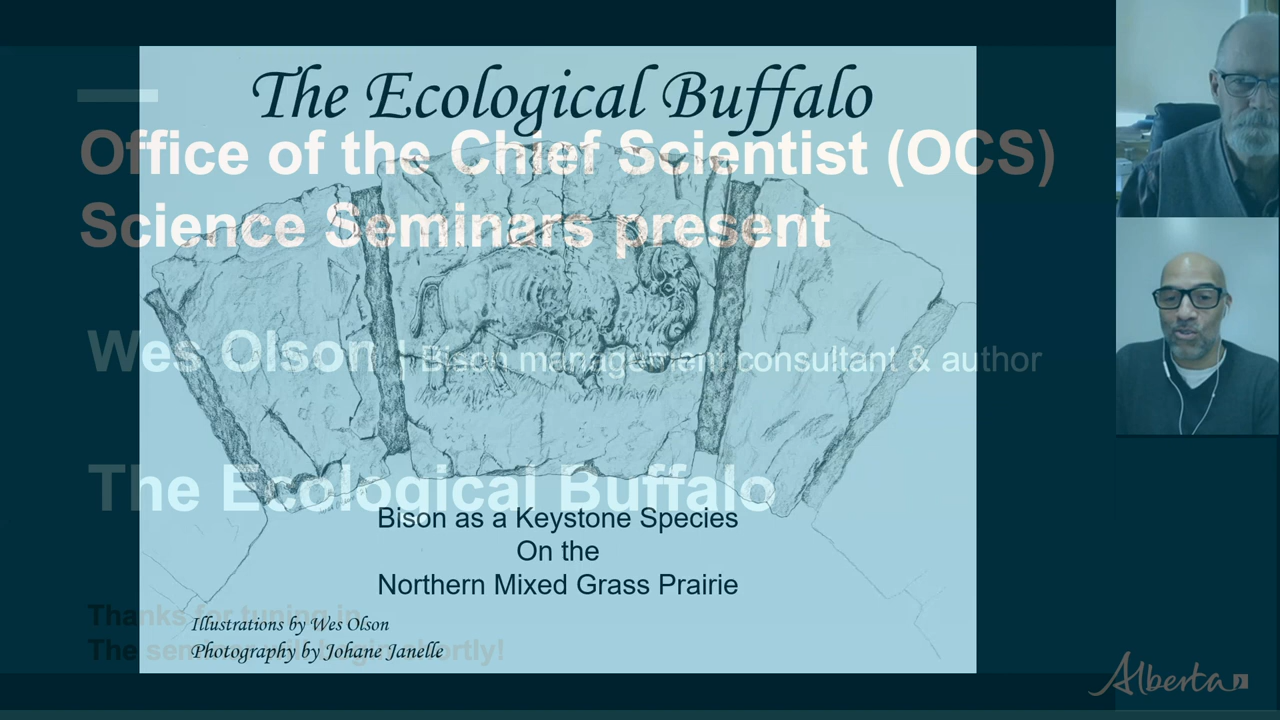 The Ecological Buffalo
Office of the Chief Scientist (OCS)
Science Seminars present
Wes Olson | Bison management consultant & author
The Ecological Buffalo
Bison as a Keystone Species
On the
Northern Mixed Grass Prairie
Thanks for tuning in
Illustrations by Wes Olson
The seminar will begin shortly!
Photography by Johane Janelle
Alberta